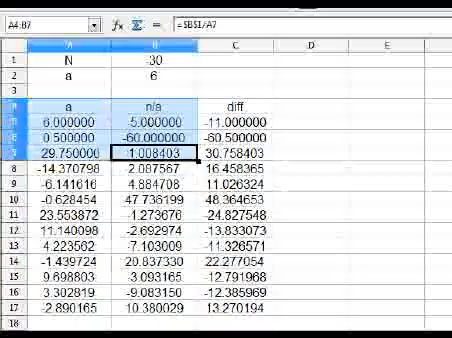 A4:B7 fx Σ = =$B$1/A7
A B C D E
1 N -30
2 a 6
3
4 a n/a diff
5 6.000000 -5.000000 -11.000000
6 0.500000 -60.000000 -60.500000
7 -29.750000 1.008403 30.758403
8 -14.370798 2.087567 16.458365
9 -6.141616 4.884708 11.026324
10 -0.628454 47.736199 48.364653
11 23.553872 -1.273676 -24.827548
12 11.140098 -2.692974 -13.833073
13 4.223562 -7.103009 -11.326571
14 -1.439724 20.837330 22.277054
15 9.698803 -3.093165 -12.791968
16 3.302819 -9.083150 -12.385969
17 -2.890165 10.380029 13.270194
18